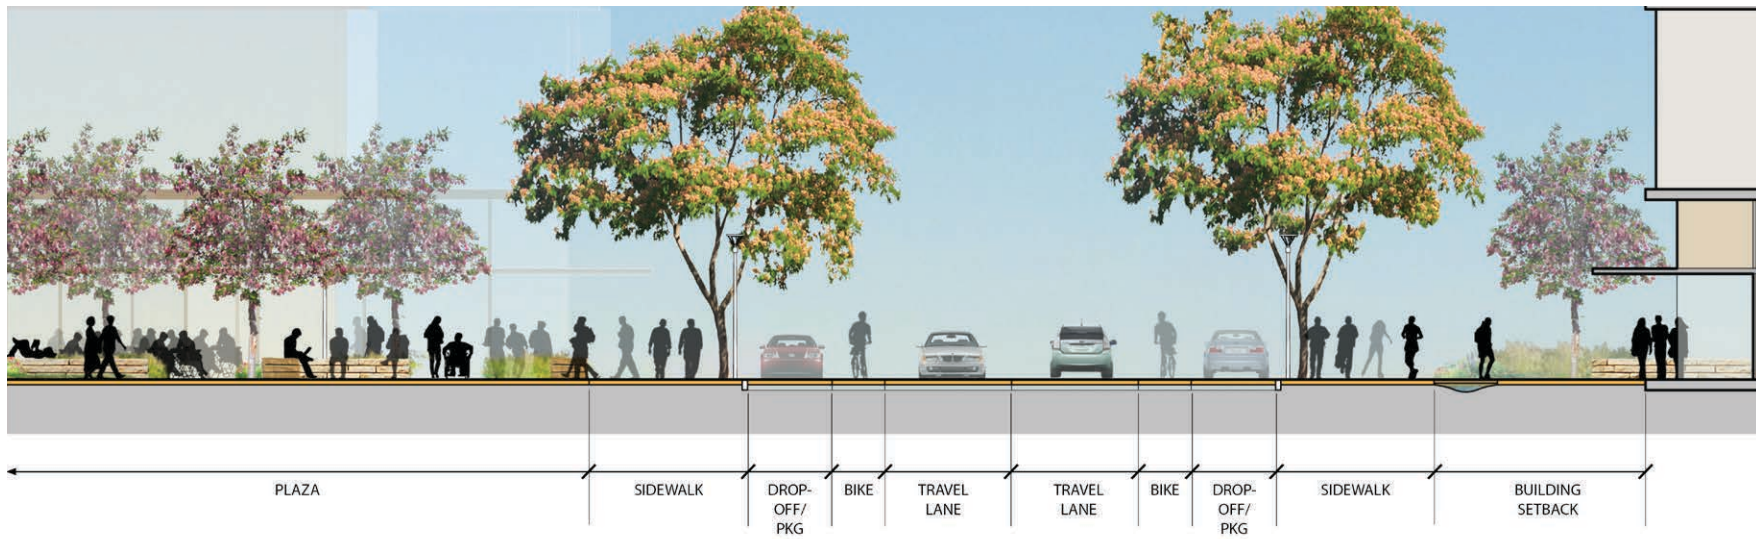 PLAZA
SIDEWALK
DROP-
OFF/
PKG
BIKE
TRAVEL
LANE
TRAVEL
LANE
BIKE
DROP-
OFF/
PKG
SIDEWALK
BUILDING
SETBACK